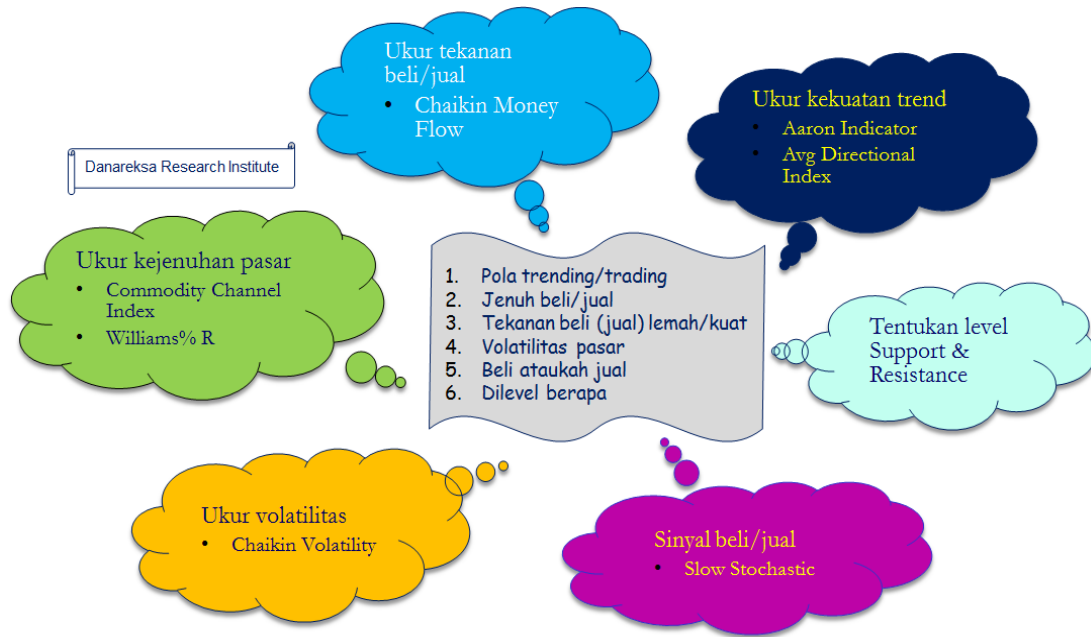 Ukur tekanan
beli/jual
• Chaikin Money
Flow
Ukur kekuatan trend
• Aaron Indicator
• Avg Directional
Index
Danareksa Research Institute
Ukur kejenuhan pasar
• Commodity Channel
Index
• Williams% R
1. Pola trending/trading
2. Jenuh beli/jual
3. Tekanan beli (jual) lemah/kuat
4. Volatilitas pasar
5. Beli ataukah jual
6. Dilevel berapa
Tentukan level
Support &
Resistance
Ukur volatilitas
• Chaikin Volatility
Sinyal beli/jual
• Slow Stochastic